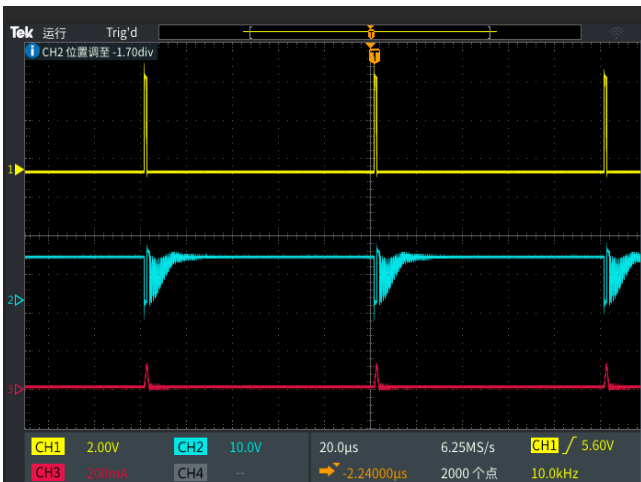 Tek 运行 Trig'd
T
i CH2 位置调至 -1.70div
T
1
2
3
CH1 2.00V CH2 10.0V 20.0µs 6.25MS/s CH1 5.60V
CH3 200mA CH4 -- -2.24000µs 2000 个点 10.0kHz